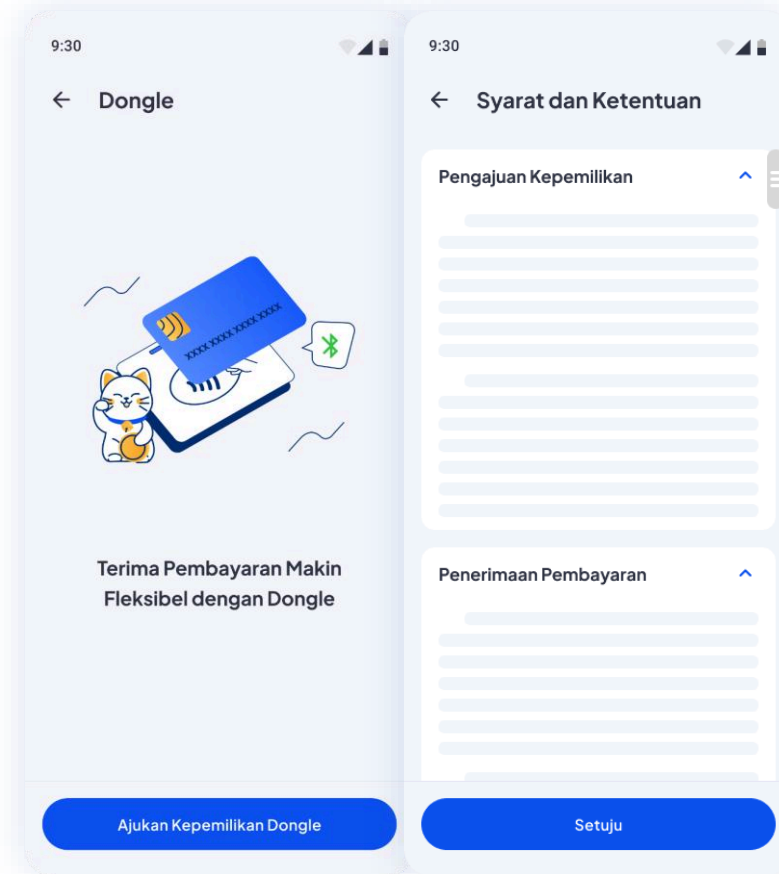 9:30
Dongle
XXXX XXXX XXXX XXXX
Terima Pembayaran Makin
Fleksibel dengan Dongle
Ajukan Kepemilikan Dongle
9:30
Syarat dan Ketentuan
Pengajuan Kepemilikan
Penerimaan Pembayaran
Setuju